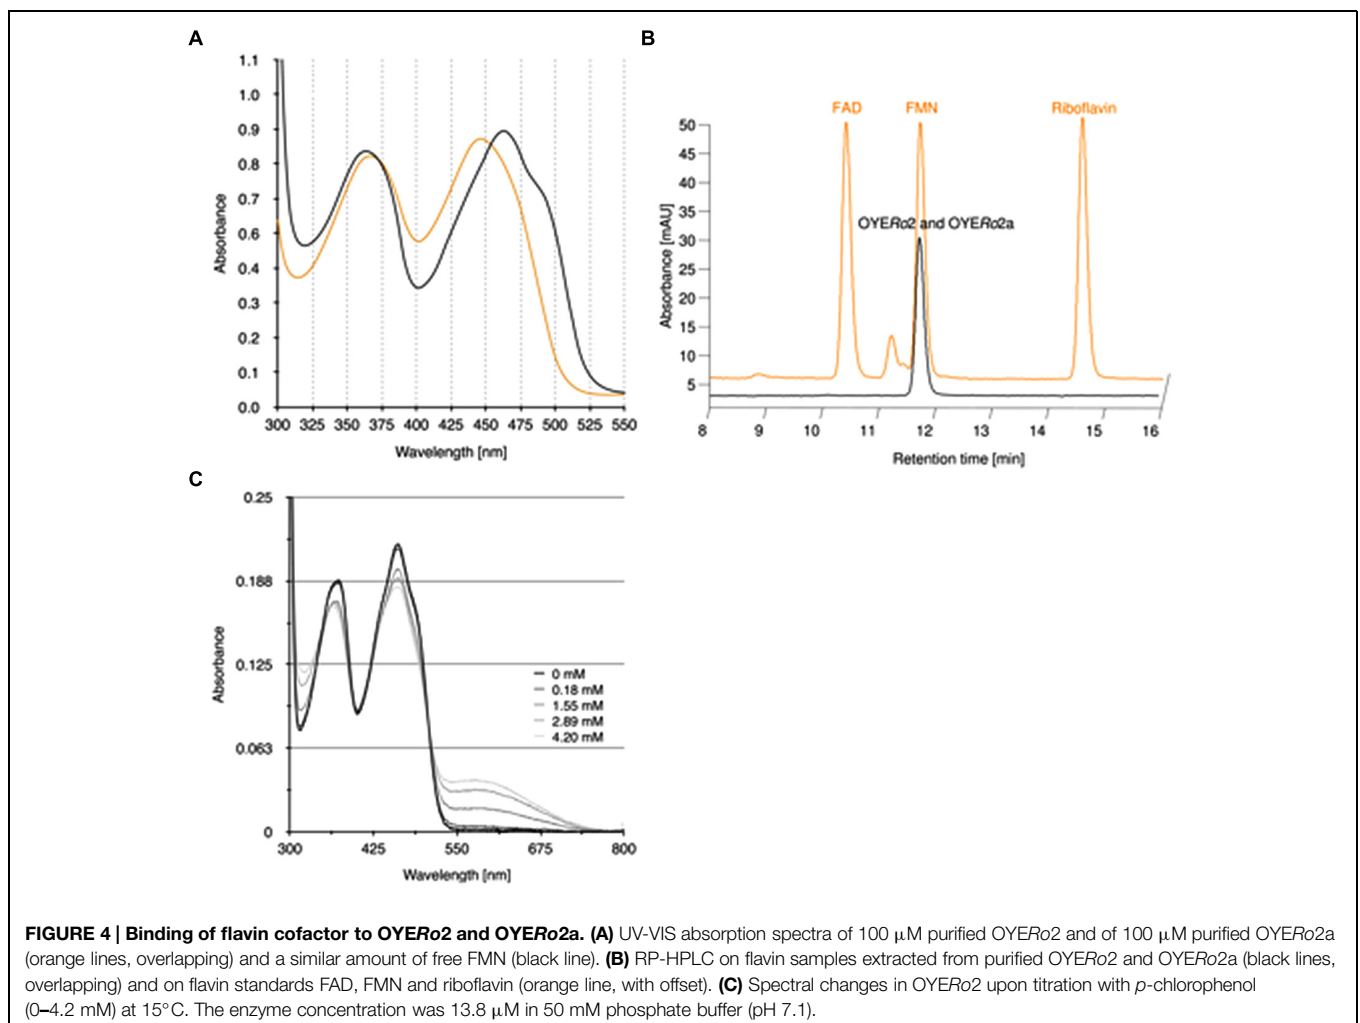 A
1.1
1.0
0.9
0.8
0.7
0.6
0.4
0.3
0.2
0.1
0.0
Absorbance
300 325 350 375 400 425 450 475 500 525 550
Wavelength [nm]
B
FAD FMN Riboflavin
50
45
40
35
30
25
20
15
10
5
OYERo2 and OYERo2a
Absorbance [mAU]
8 9 10 11 12 13 14 15 16
Retention time [min]
C
0.25
0.188
0.125
0.063
0
Absorbance
0 mM
0.18 mM
1.55 mM
2.89 mM
4.20 mM
300 425 550 675 800
Wavelength [nm]
FIGURE 4 | Binding of flavin cofactor to OYERo2 and OYERo2a. (A) UV-VIS absorption spectra of 100 μM purified OYERo2 and of 100 μM purified OYERo2a
(orange lines, overlapping) and a similar amount of free FMN (black line). (B) RP-HPLC on flavin samples extracted from purified OYERo2 and OYERo2a (black lines,
overlapping) and on flavin standards FAD, FMN and riboflavin (orange line, with offset). (C) Spectral changes in OYERo2 upon titration with p-chlorophenol
(0–4.2 mM) at 15°C. The enzyme concentration was 13.8 μM in 50 mM phosphate buffer (pH 7.1).